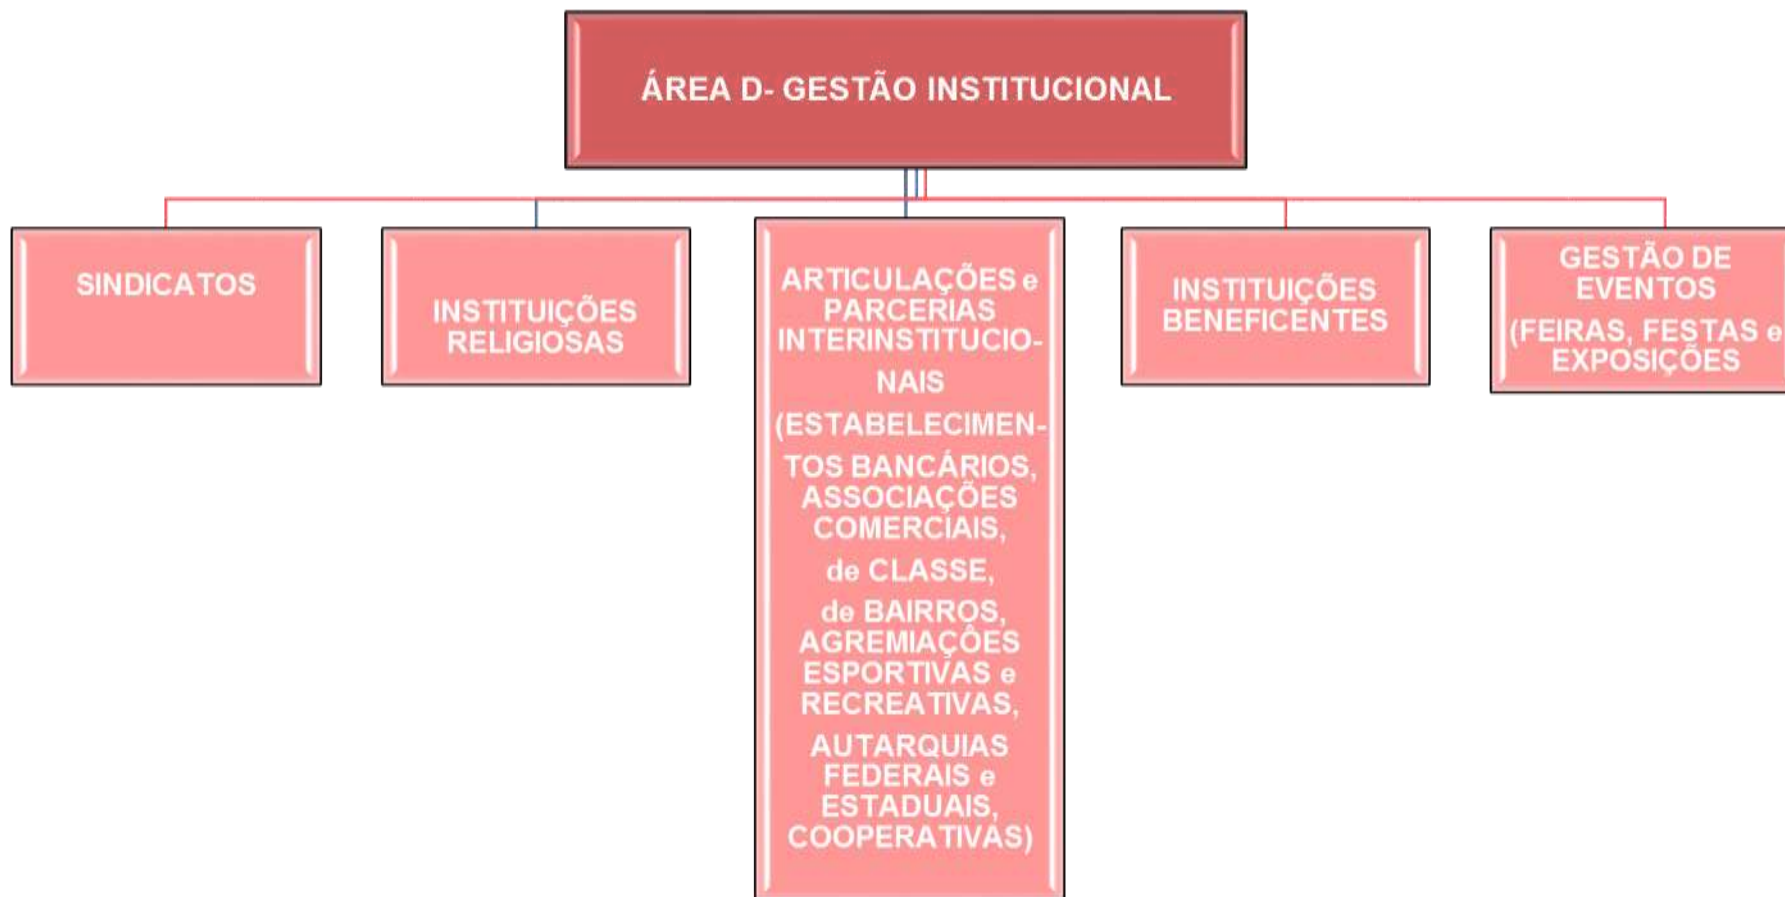 ÁREA D- GESTÃO INSTITUCIONAL
SINDICATOS
INSTITUIÇÕES
RELIGIOSAS
ARTICULAÇÕES e
PARCERIAS
INTERINSTITUCIO-
NAIS
(ESTABELECIMEN-
TOS BANCÁRIOS,
ASSOCIAÇÕES
COMERCIAIS,
de CLASSE,
de BAIRROS,
AGREMIAÇÕES
ESPORTIVAS e
RECREATIVAS,
AUTARQUIAS
FEDERAIS e
ESTADUAIS,
COOPERATIVAS)
INSTITUIÇÕES
BENEFICENTES
GESTÃO DE
EVENTOS
(FEIRAS, FESTAS e
EXPOSIÇÕES